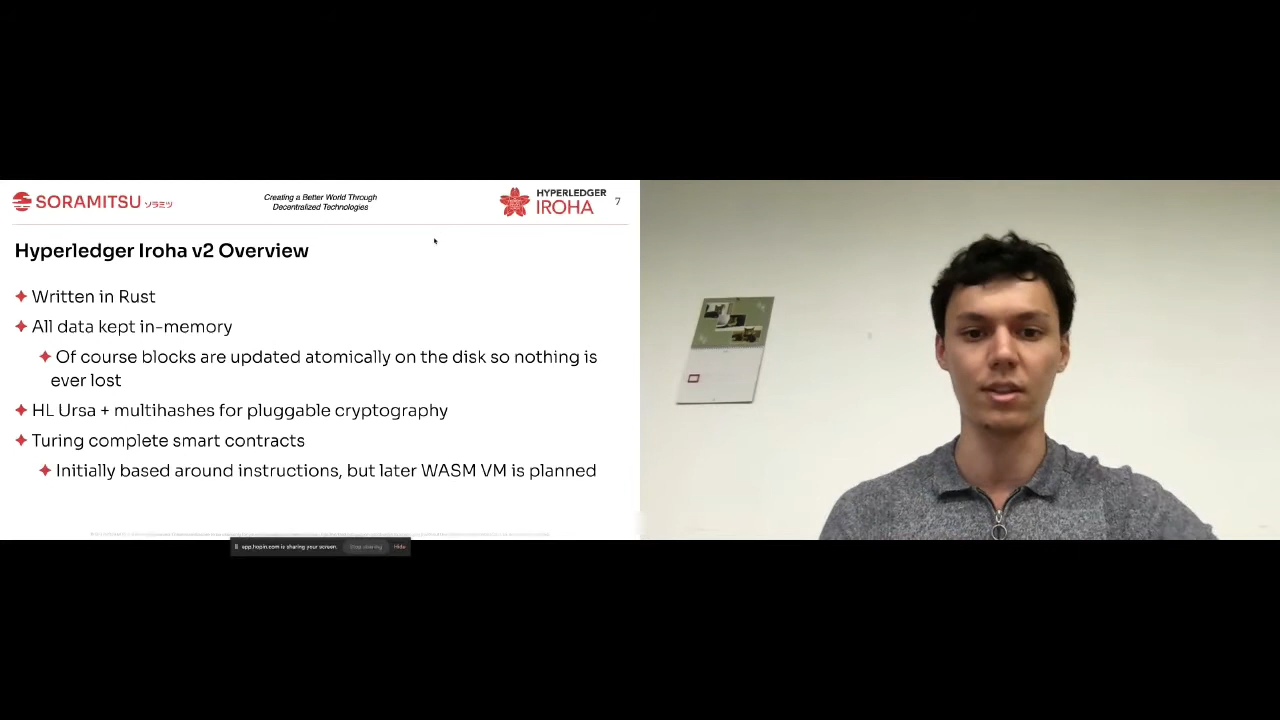 SORAMITSU ソラミツ
Creating a Better World Through
Decentralized Technologies
HYPERLEDGER
IROHA
7
Hyperledger Iroha v2 Overview
Written in Rust
All data kept in-memory
Of course blocks are updated atomically on the disk so nothing is
ever lost
HL Ursa + multihashes for pluggable cryptography
Turing complete smart contracts
Initially based around instructions, but later WASM VM is planned
app.hopin.com is sharing your screen. Stop sharing Hide